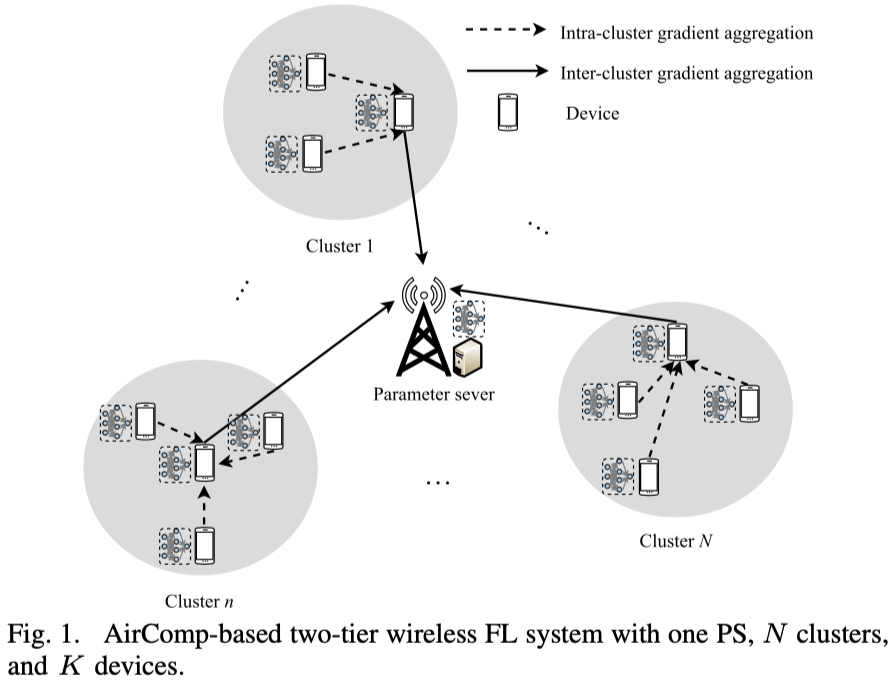 Intra-cluster gradient aggregation
Inter-cluster gradient aggregation
Device
Cluster 1
Parameter sever
Cluster n
Cluster N
Fig. 1. AirComp-based two-tier wireless FL system with one PS, N clusters,
and K devices.